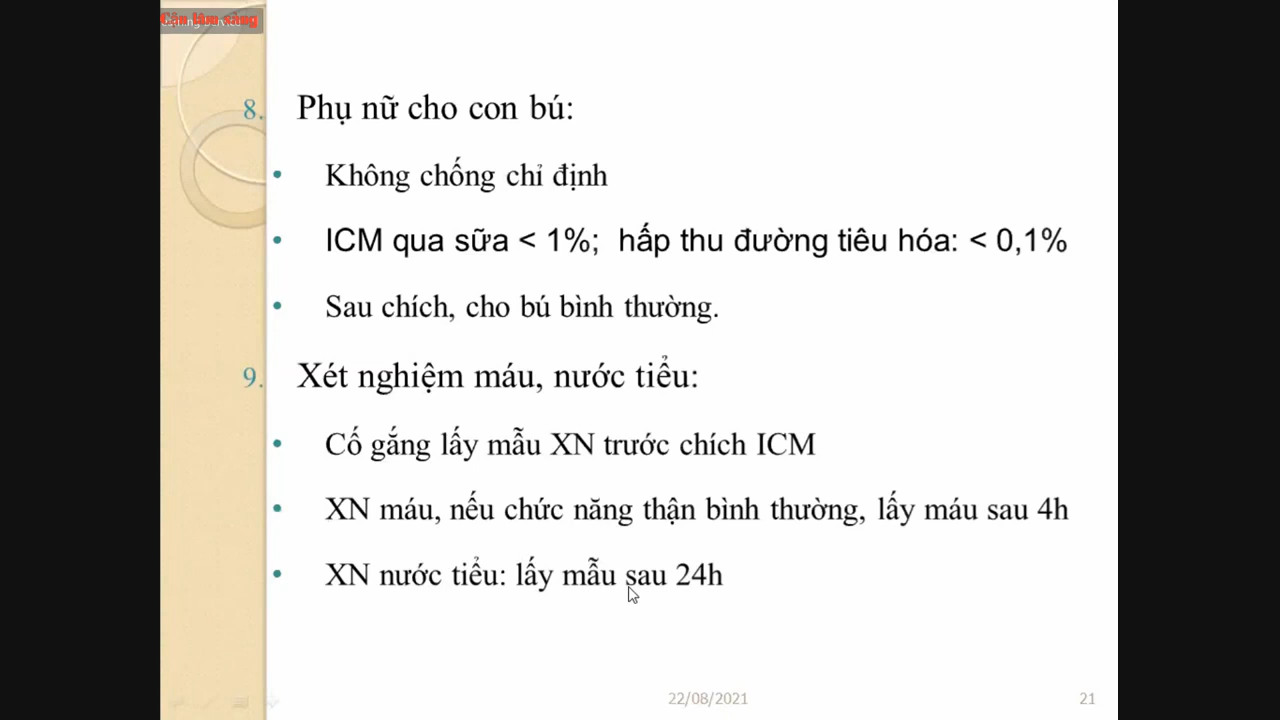 Cận lâm sàng
8. Phụ nữ cho con bú:
• Không chống chỉ định
• ICM qua sữa < 1%; hấp thu đường tiêu hóa: < 0,1%
• Sau chích, cho bú bình thường.
9. Xét nghiệm máu, nước tiểu:
• Cố gắng lấy mẫu XN trước chích ICM
• XN máu, nếu chức năng thận bình thường, lấy máu sau 4h
• XN nước tiểu: lấy mẫu sau 24h
22/08/2021
21